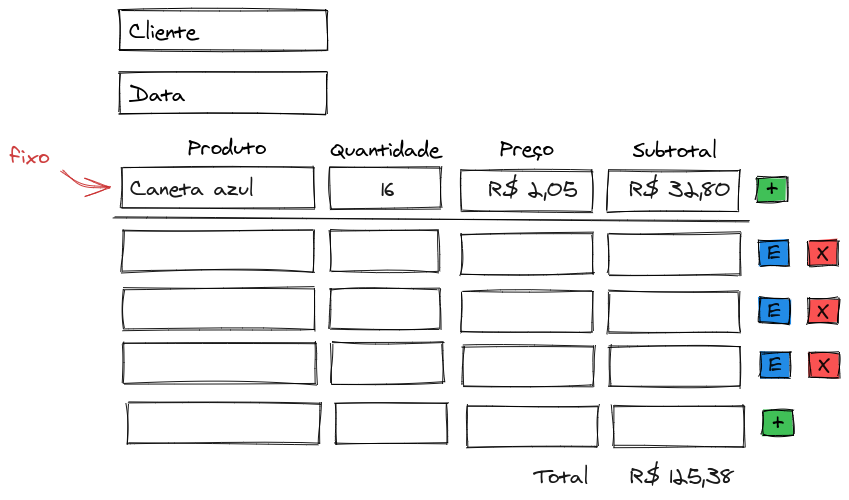 Cliente
Data
Produto Quantidade Preço Subtotal
fixo
Caneta azul 16 R$ 2,05 R$ 32,80 +
E X
E X
E X
+
Total R$ 125,38